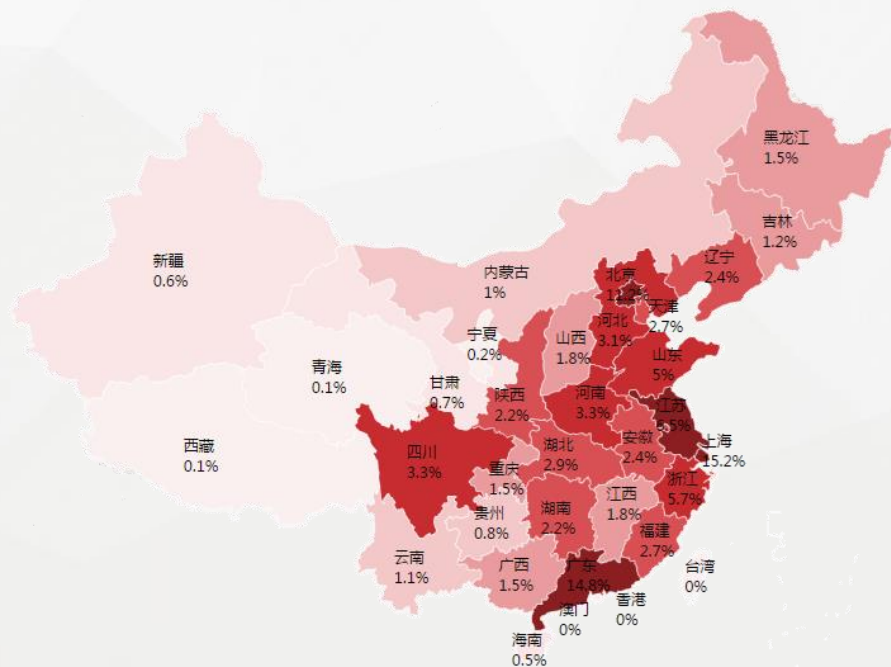 黑龙江
1.5%
吉林
1.2%
辽宁
2.4%
新疆
0.6%
内蒙古
1%
北京
11.2%
天津
2.7%
河北
3.1%
宁夏
0.2%
山西
1.8%
山东
5%
青海
0.1%
甘肃
0.7%
陕西
2.2%
河南
3.3%
江苏
西藏
0.1%
四川
3.3%
重庆
1.5%
湖北
2.9%
安徽
2.4%
上海
15.2%
浙江
5.7%
贵州
0.8%
湖南
2.2%
江西
1.8%
福建
2.7%
云南
1.1%
广西
1.5%
广东
14.8%
台湾
0%
香港
0%
澳门
0%
海南
0.5%